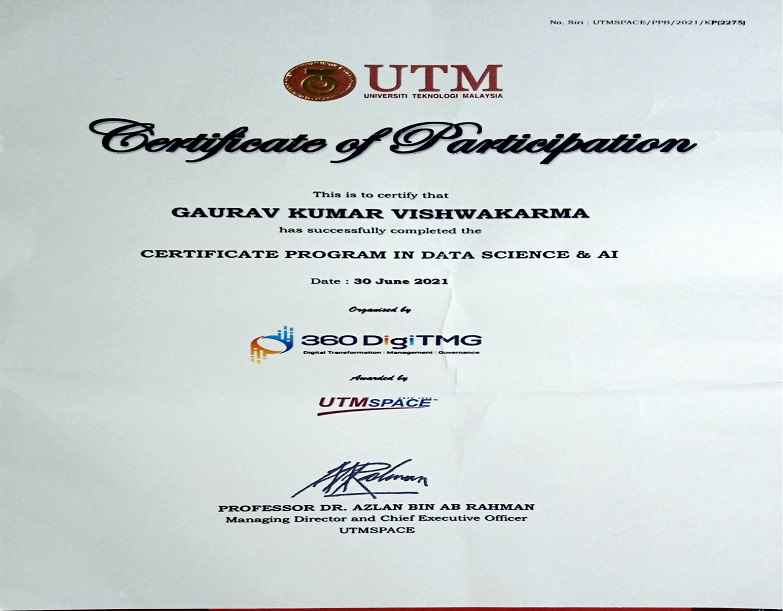 No. Siri : UTMSPACE/PPB/2021/KP(2275)
UTM
UNIVERSITI TEKNOLOGI MALAYSIA
Certificate of Participation
This is to certify that
GAURAV KUMAR VISHWAKARMA
has successfully completed the
CERTIFICATE PROGRAM IN DATA SCIENCE & AI
Date : 30 June 2021
Organised by
360 DigiTMG
Digital Transformation | Management | Governance
Awarded by
UTMSPACE
PROFESSOR DR. AZLAN BIN AB RAHMAN
Managing Director and Chief Executive Officer
UTMSPACE